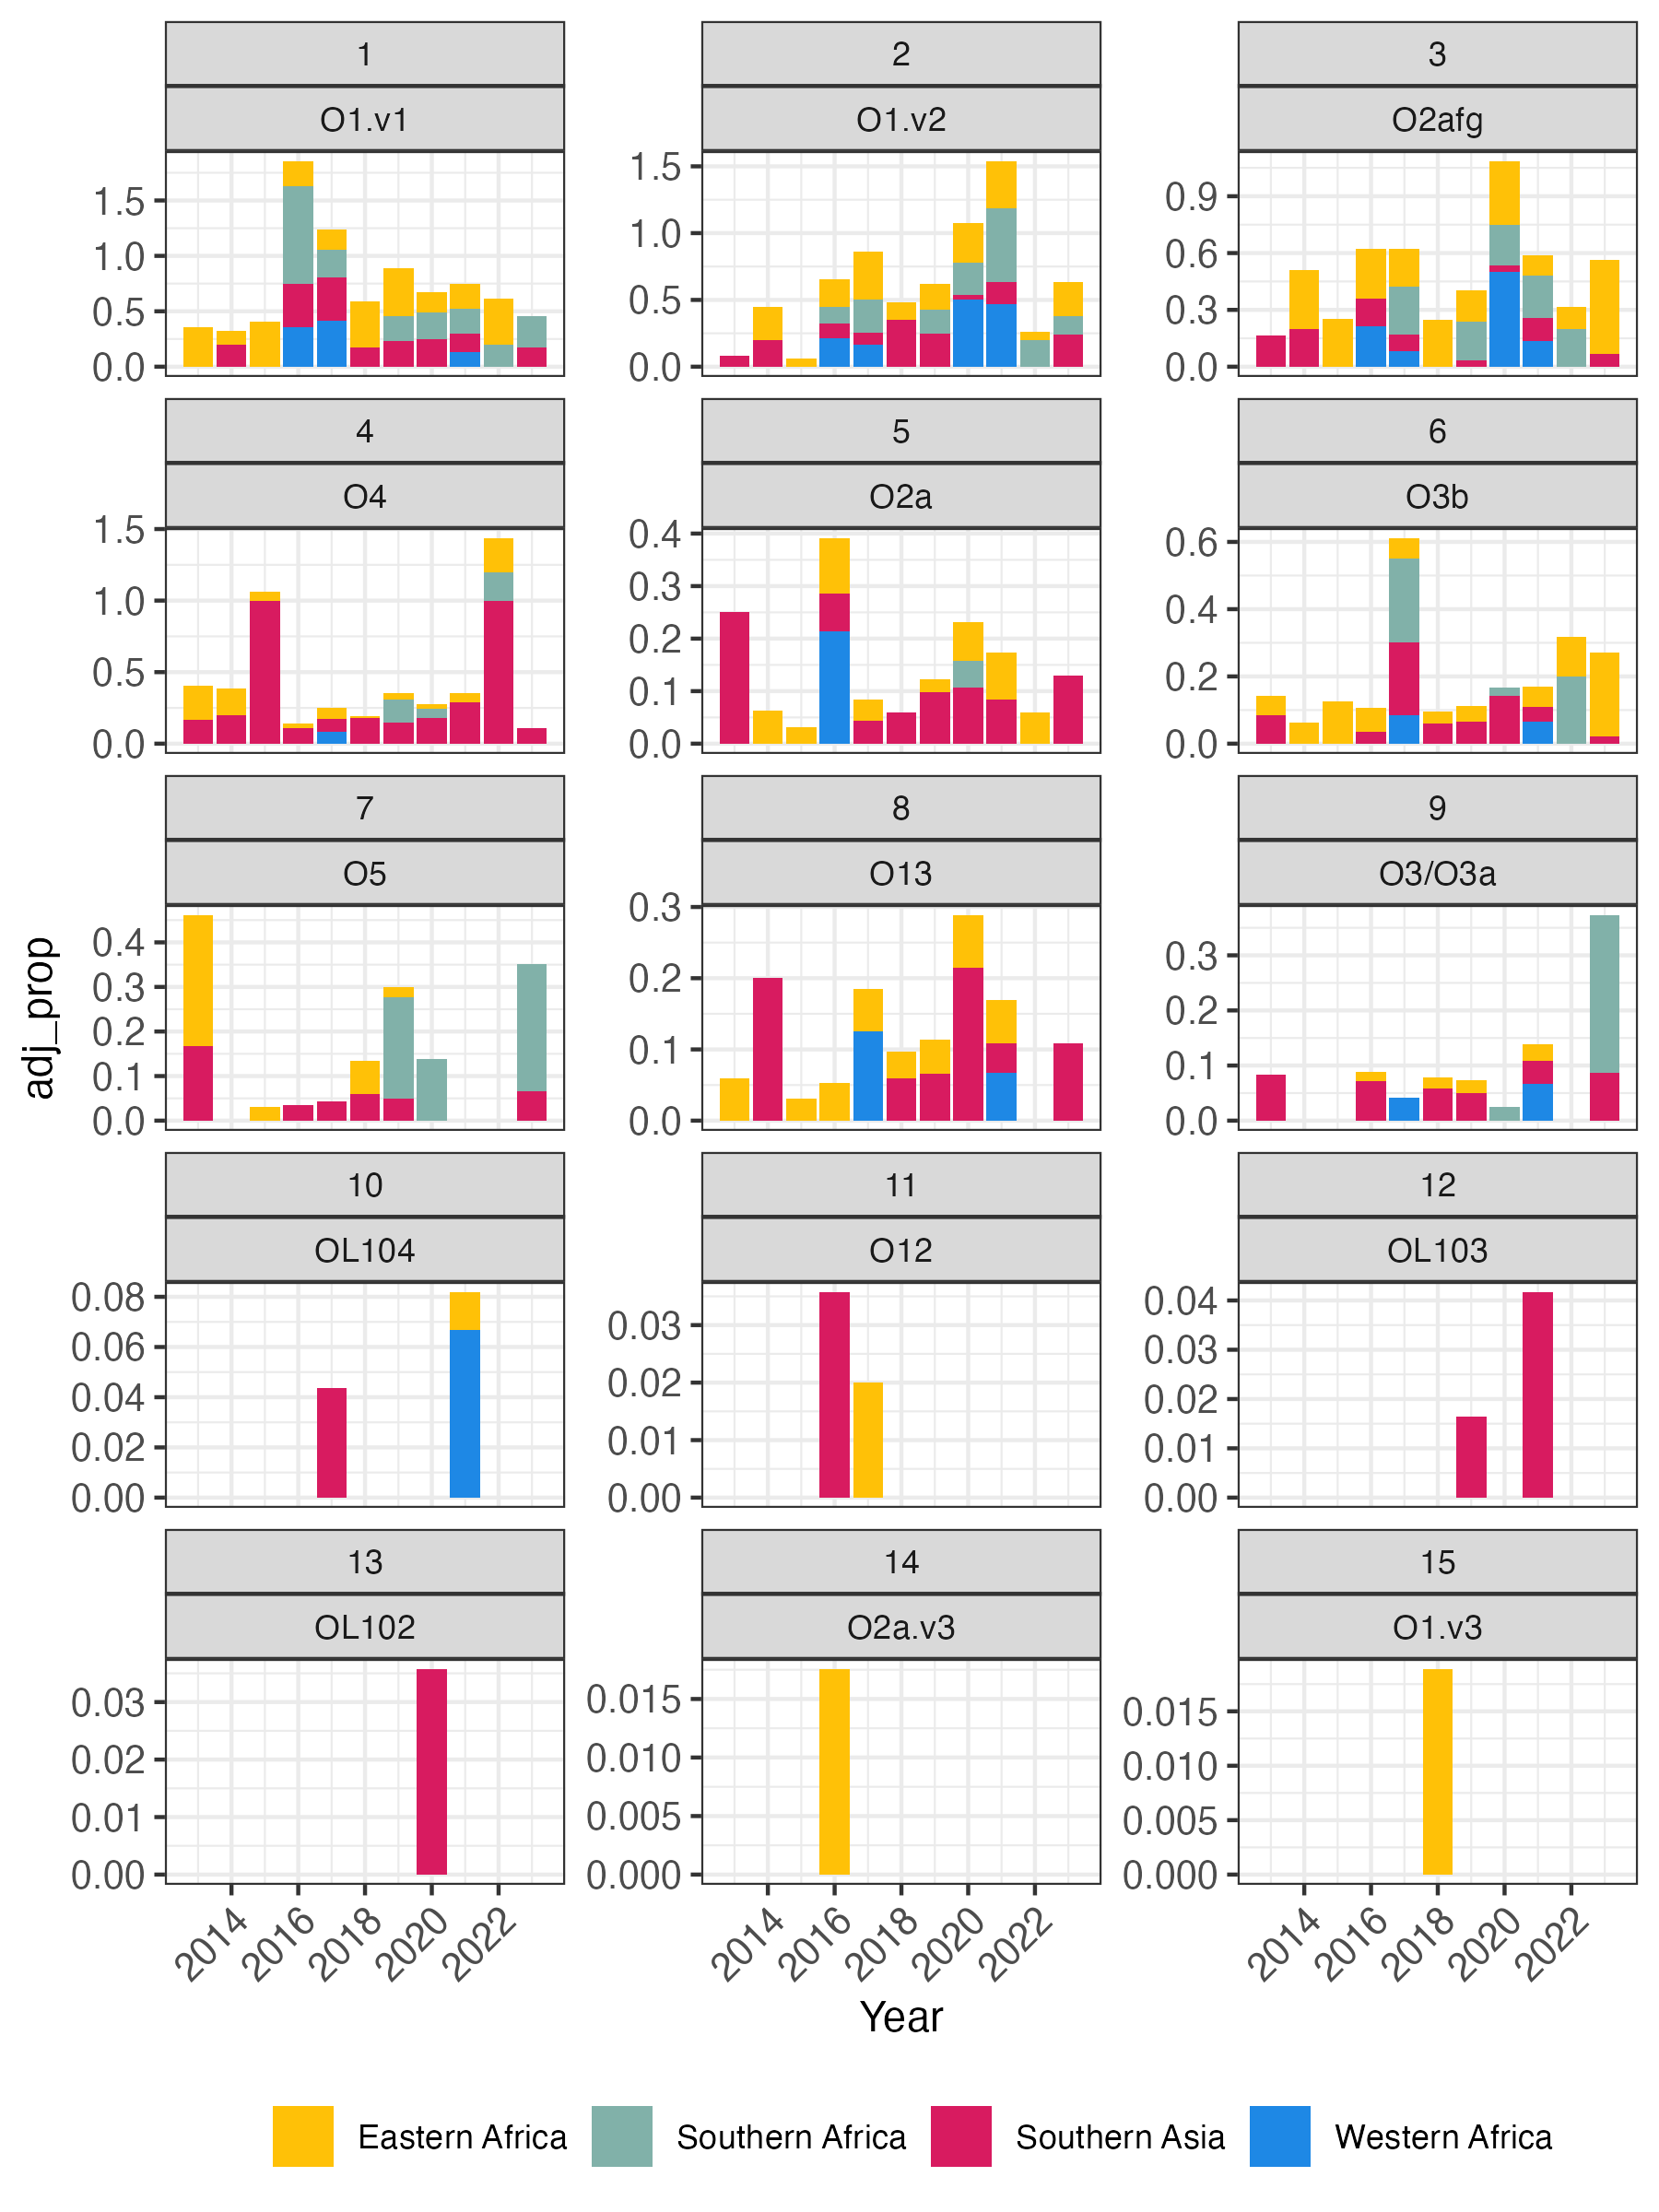 1 2 3
O1.v1 O1.v2 O2afg
1.5 1.0 0.5 0.0
1.5 1.0 0.5 0.0
0.9 0.6 0.3 0.0
4 5 6
O4 O2a O3b
1.5 1.0 0.5 0.0
0.4 0.3 0.2 0.1 0.0
0.6 0.4 0.2 0.0
7 8 9
O5 O13 O3/O3a
0.4 0.3 0.2 0.1 0.0
0.3 0.2 0.1 0.0
0.3 0.2 0.1 0.0
adj_prop
10 11 12
OL104 O12 OL103
0.08 0.06 0.04 0.02 0.00
0.03 0.02 0.01 0.00
0.04 0.03 0.02 0.01 0.00
13 14 15
OL102 O2a.v3 O1.v3
0.03 0.02 0.01 0.00
0.015 0.010 0.005 0.000
0.015 0.010 0.005 0.000
2014 2016 2018 2020 2022
2014 2016 2018 2020 2022
2014 2016 2018 2020 2022
Year
Eastern Africa Southern Africa Southern Asia Western Africa